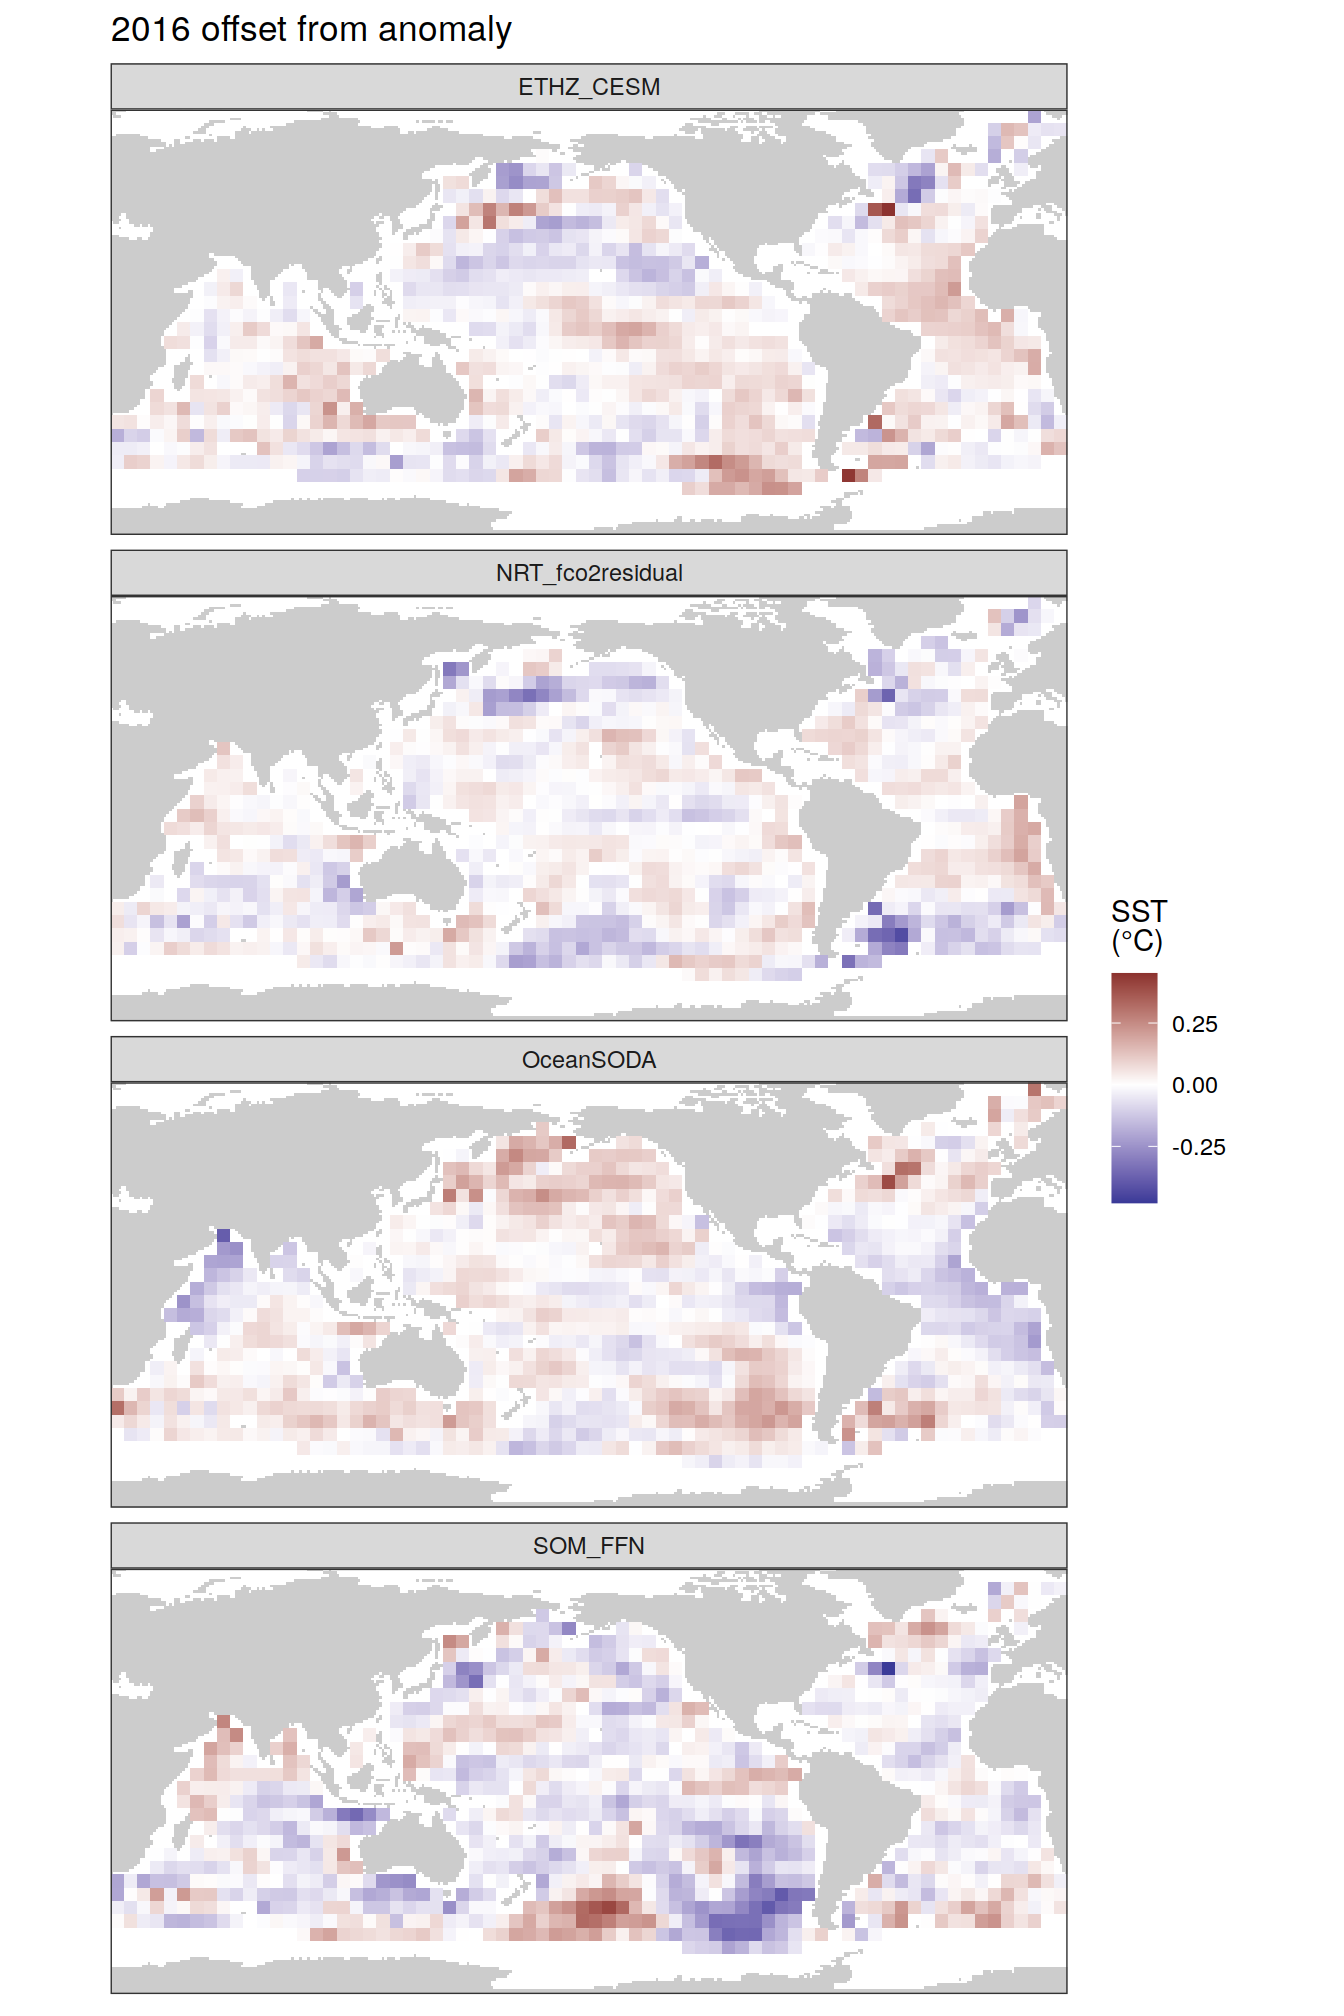 2016 offset from anomaly
ETHZ_CESM
NRT_fco2residual
OceanSODA
SOM_FFN
SST
(°C)
0.25
0.00
-0.25